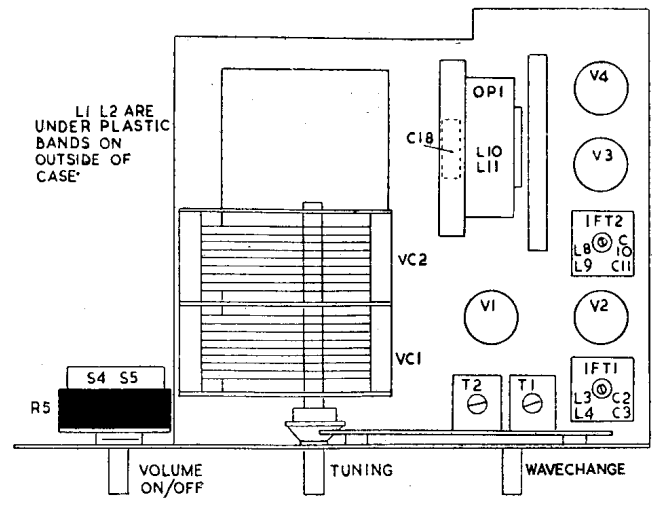 L1 L2 ARE
UNDER PLASTIC
BANDS ON
OUTSIDE OF
CASE.
OP1
C18
L10
L11
V4
V3
IFT2
L8 C
10
L9 C11
VC2
V1
V2
VC1
S4 S5
R5
T2
T1
IFT1
L3 C2
L4 C3
VOLUME
ON/OFF
TUNING
WAVECHANGE